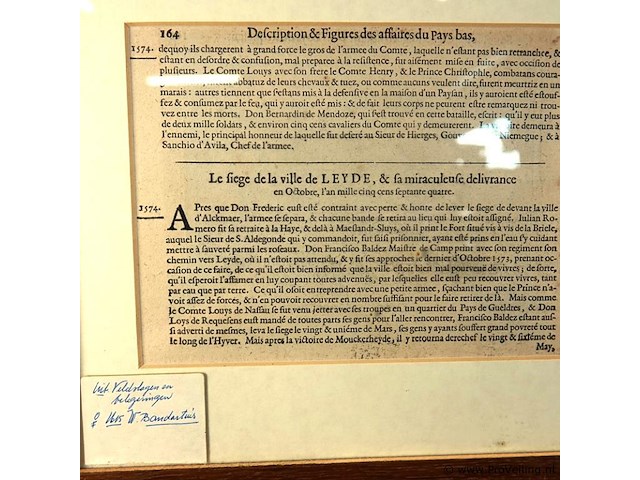 164 Description & Figures des affaires du Pays bas,
1574. dequoy ils chargerent à grand force le gros de l'armee du Comte, laquelle n'estant pas bien retranchee, &
estant en desordre & confusion, mal preparee à la resistence, fut aisément mise en fuite, avec occision de
plusieurs. Le Comte Louys avec son frere le Comte Henry, & le Prince Christophle, combatans coura-
abbatuz de leurs chevaux & tuez, ou comme aucuns veulent dire, furent meurtriz en un
marais: autres tiennent que s'estans mis à la defensive en la maison d'un Paysan, ils y auroient esté estouf-
fez & consumez par le feu, qui y auroit esté mis: & de fait leurs corps ne peurent estre remarquez ni trou-
vez entre les morts. Don Bernardin de Mendoze, qui s'est trouvé en cette bataille, escrit: qu'il y eut plus
de deux mille soldats, & environ cinq cens cavaliers du Comte qui y demeurerent. La demeura à
l'ennemi, le principal honneur de laquelle fut deferé au Sieur de Hierges, Niemegue; & à
Sanchio d'Avila, Chef de l'armee.
Le siege de la ville de LEYDE, & sa miraculeuse delivrance
en Octobre, l'an mille cinq cens septante quatre.
1574. APres que Don Frederic eust esté contraint avec perte & honte de lever le siege de devant la ville
d'Alckmaer, l'armee se separa, & chacune bande se retira au lieu qui luy estoit assigné. Julian Ro-
mero fit sa retraite à la Haye, & delà à Maeslandt-Sluys, où il print le Fort situé vis à vis de la Briele,
auquel le Sieur de S. Aldegonde qui y commandoit, fut faist prisonnier, ayant esté prins en l'eau s'y cuidant
mettre à sauveté parmi les roseaux. Don Francisco Baldez Maistre de Camp print avec son regiment son
chemin vers Leyde, où il n'estoit pas attendu, & y fit ses approches le dernier d'Octobre 1573, prenant oc-
casion de ce faire, de ce qu'il estoit bien informé que la ville estoit bien mal pourveuë de vivres; de sorte,
qu'il esperoit l'affamer en luy coupant toutes advenuës, par lesquelles elle eust peu recouvrer vivres, tant
par eau que par terre. Ce qu'il osoit entreprendre avec une petite armee, sçachant bien que le Prince n'a-
voit assez de forces, & n'en pouvoit recouvrer en nombre suffisant pour le faire retirer de là. Mais comme
le Comte Louys de Nassau se fut venu jetter avec ses troupes en un quartier du Pays de Gueldres, & Don
Loys de Requesens eust mandé de toutes parts ses gens pour l'aller rencontrer, Francisco Baldez estant aus-
si adverti de mesmes, leva le siege le vingt & uniéme de Mars, ses gens y ayants souffert grand povreté tout
le long de l'Hyver. Mais apres la victoire de Mouckerheyde, il y retourna derechef le vingt & sixiéme de
May,
Uit Veldslagen en
belegeringen
1615 W. Baudartius
© www.ProVeiling.nl